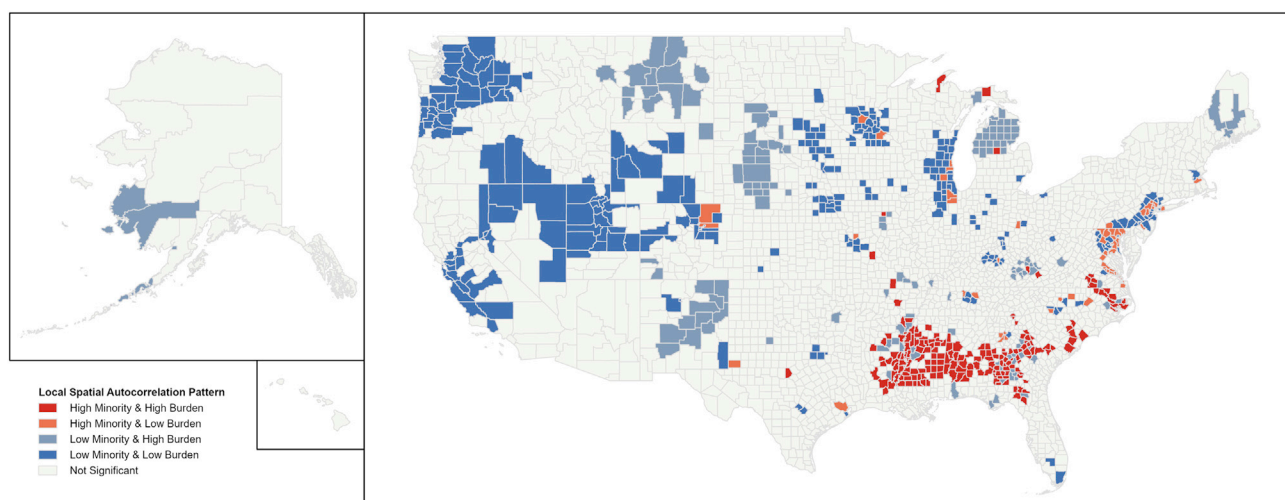 Local Spatial Autocorrelation Pattern
High Minority & High Burden
High Minority & Low Burden
Low Minority & High Burden
Low Minority & Low Burden
Not Significant